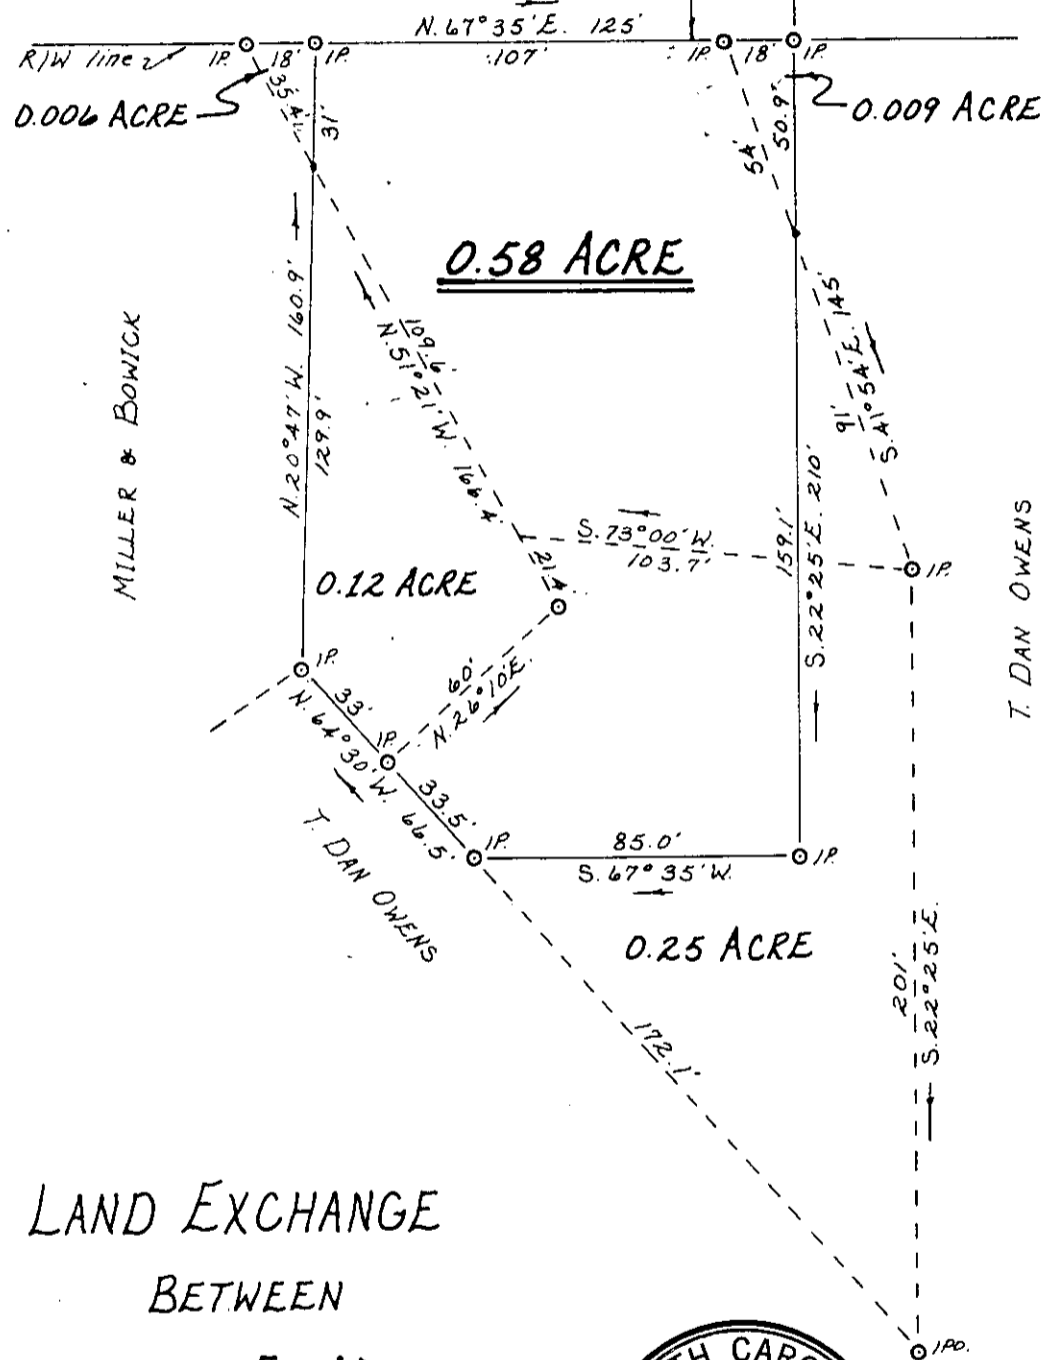 N. 67°35'E. 125'
R/W line
IP. 18' IP.
107'
IP. 18' IP.
0.006 ACRE
35.4'
31'
54'
50.9'
0.009 ACRE
0.58 ACRE
N. 20°47'W. 160.9'
129.9'
109.6'
N. 51°21'W. 166.4'
21.4'
91'
S. 41°54'E. 145'
MILLER & BOWICK
S. 73°00'W.
103.7'
159.1'
S. 22°25'E. 210'
IP.
T. DAN OWENS
0.12 ACRE
IP.
33'
60'
N. 26°10'E.
IP.
N. 64°30'W. 66.5'
33.5'
IP.
85.0'
S. 67°35'W.
IP.
T. DAN OWENS
0.25 ACRE
201'
S. 22°25'E.
172.1'
LAND EXCHANGE
BETWEEN
IPO.
TH CARO